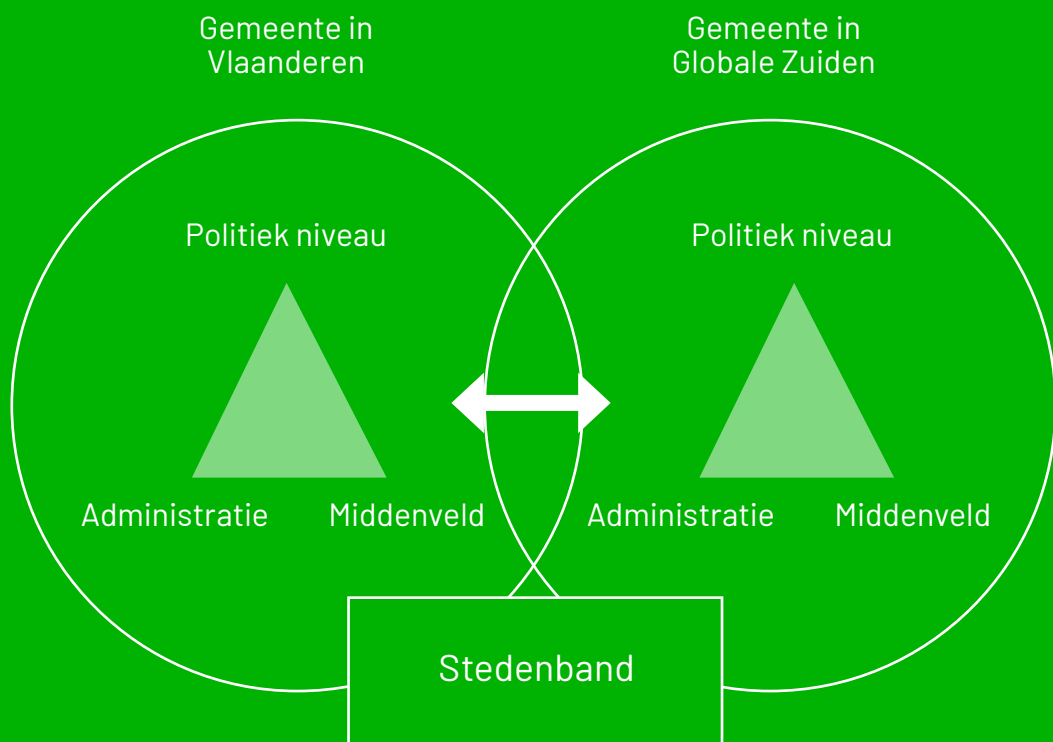 Gemeente in
Vlaanderen
Gemeente in
Globale Zuiden
Politiek niveau
Politiek niveau
Administratie
Middenveld
Administratie
Middenveld
Stedenband